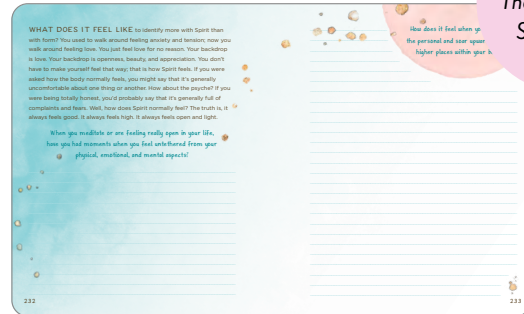 WHAT DOES IT FEEL LIKE to identify more with Spirit than
with form? You used to walk around feeling anxiety and tension; now you
walk around feeling love. You just feel love for no reason. Your backdrop
is love. Your backdrop is openness, beauty, and appreciation. You don't
have to make yourself feel that way; that is how Spirit feels. If you were
asked how the body normally feels, you might say that it's generally
uncomfortable about one thing or another. How about the psyche? If you
were being totally honest, you'd probably say that it's generally full of
complaints and fears. Well, how does Spirit normally feel? The truth is, it
always feels good. It always feels high. It always feels open and light.
When you meditate or are feeling really open in your life,
have you had moments when you feel untethered from your
physical, emotional, and mental aspects?
232
How does it feel when yo
the personal and soar upwar
higher places within your b
Th
S
233